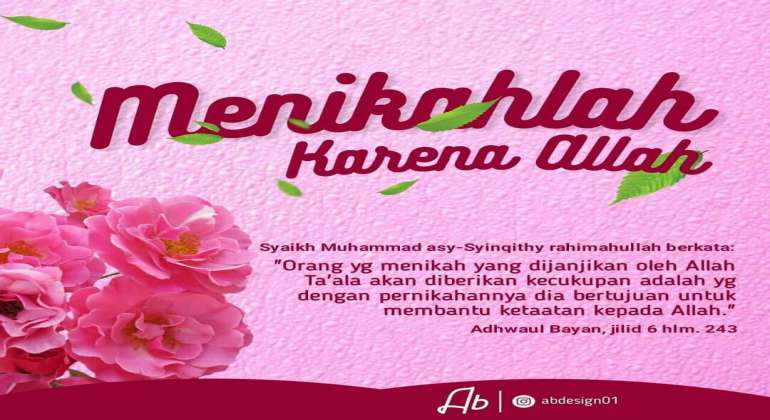 Menikahlah
Karena Allah
Syaikh Muhammad asy-Syinqithy rahimahullah berkata:
"Orang yg menikah yang dijanjikan oleh Allah
Ta'ala akan diberikan kecukupan adalah yg
dengan pernikahannya dia bertujuan untuk
membantu ketaatan kepada Allah."
Adhwaul Bayan, jilid 6 hlm. 243
Ab | abdesign01